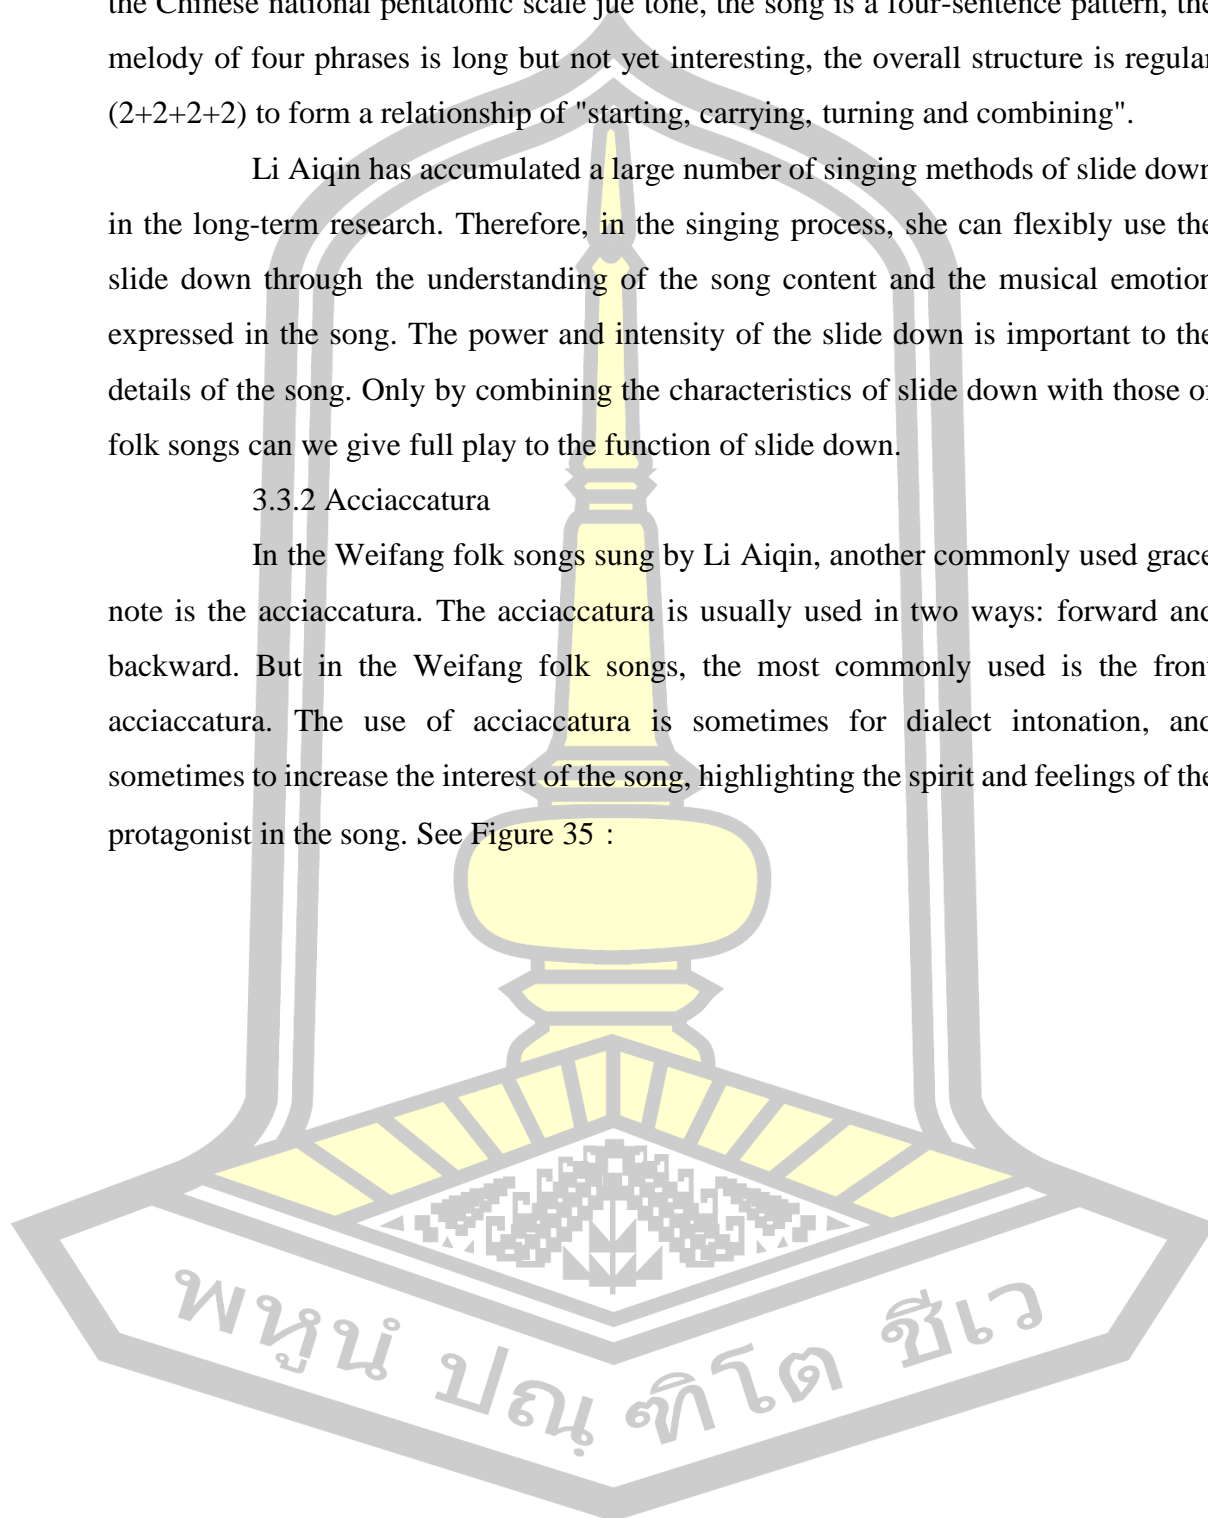 the Chinese national pentatonic scale jue tone, the song is a four-sentence pattern, the
melody of four phrases is long but not yet interesting, the overall structure is regular
(2+2+2+2) to form a relationship of "starting, carrying, turning and combining".
Li Aiqin has accumulated a large number of singing methods of slide down
in the long-term research. Therefore, in the singing process, she can flexibly use the
slide down through the understanding of the song content and the musical emotion
expressed in the song. The power and intensity of the slide down is important to the
details of the song. Only by combining the characteristics of slide down with those of
folk songs can we give full play to the function of slide down.
3.3.2 Acciaccatura
In the Weifang folk songs sung by Li Aiqin, another commonly used grace
note is the acciaccatura. The acciaccatura is usually used in two ways: forward and
backward. But in the Weifang folk songs, the most commonly used is the front
acciaccatura. The use of acciaccatura is sometimes for dialect intonation, and
sometimes to increase the interest of the song, highlighting the spirit and feelings of the
protagonist in the song. See Figure 35：
พหูนํ ปณฺฑิโต ชีเว